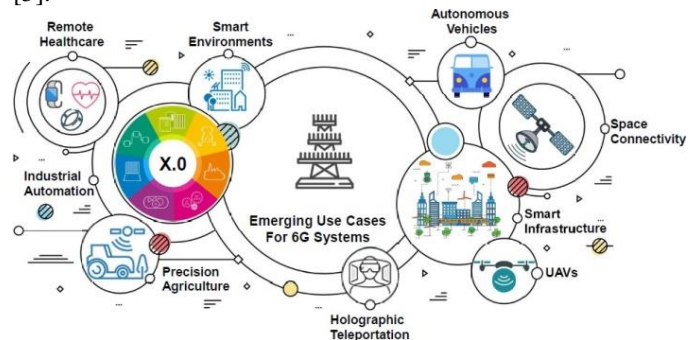 [3].
Remote
Healthcare
Smart
Environments
Autonomous
Vehicles
Space
Connectivity
X.0
Industrial
Automation
Emerging Use Cases
For 6G Systems
Smart
Infrastructure
Precision
Agriculture
UAVs
Holographic
Teleportation